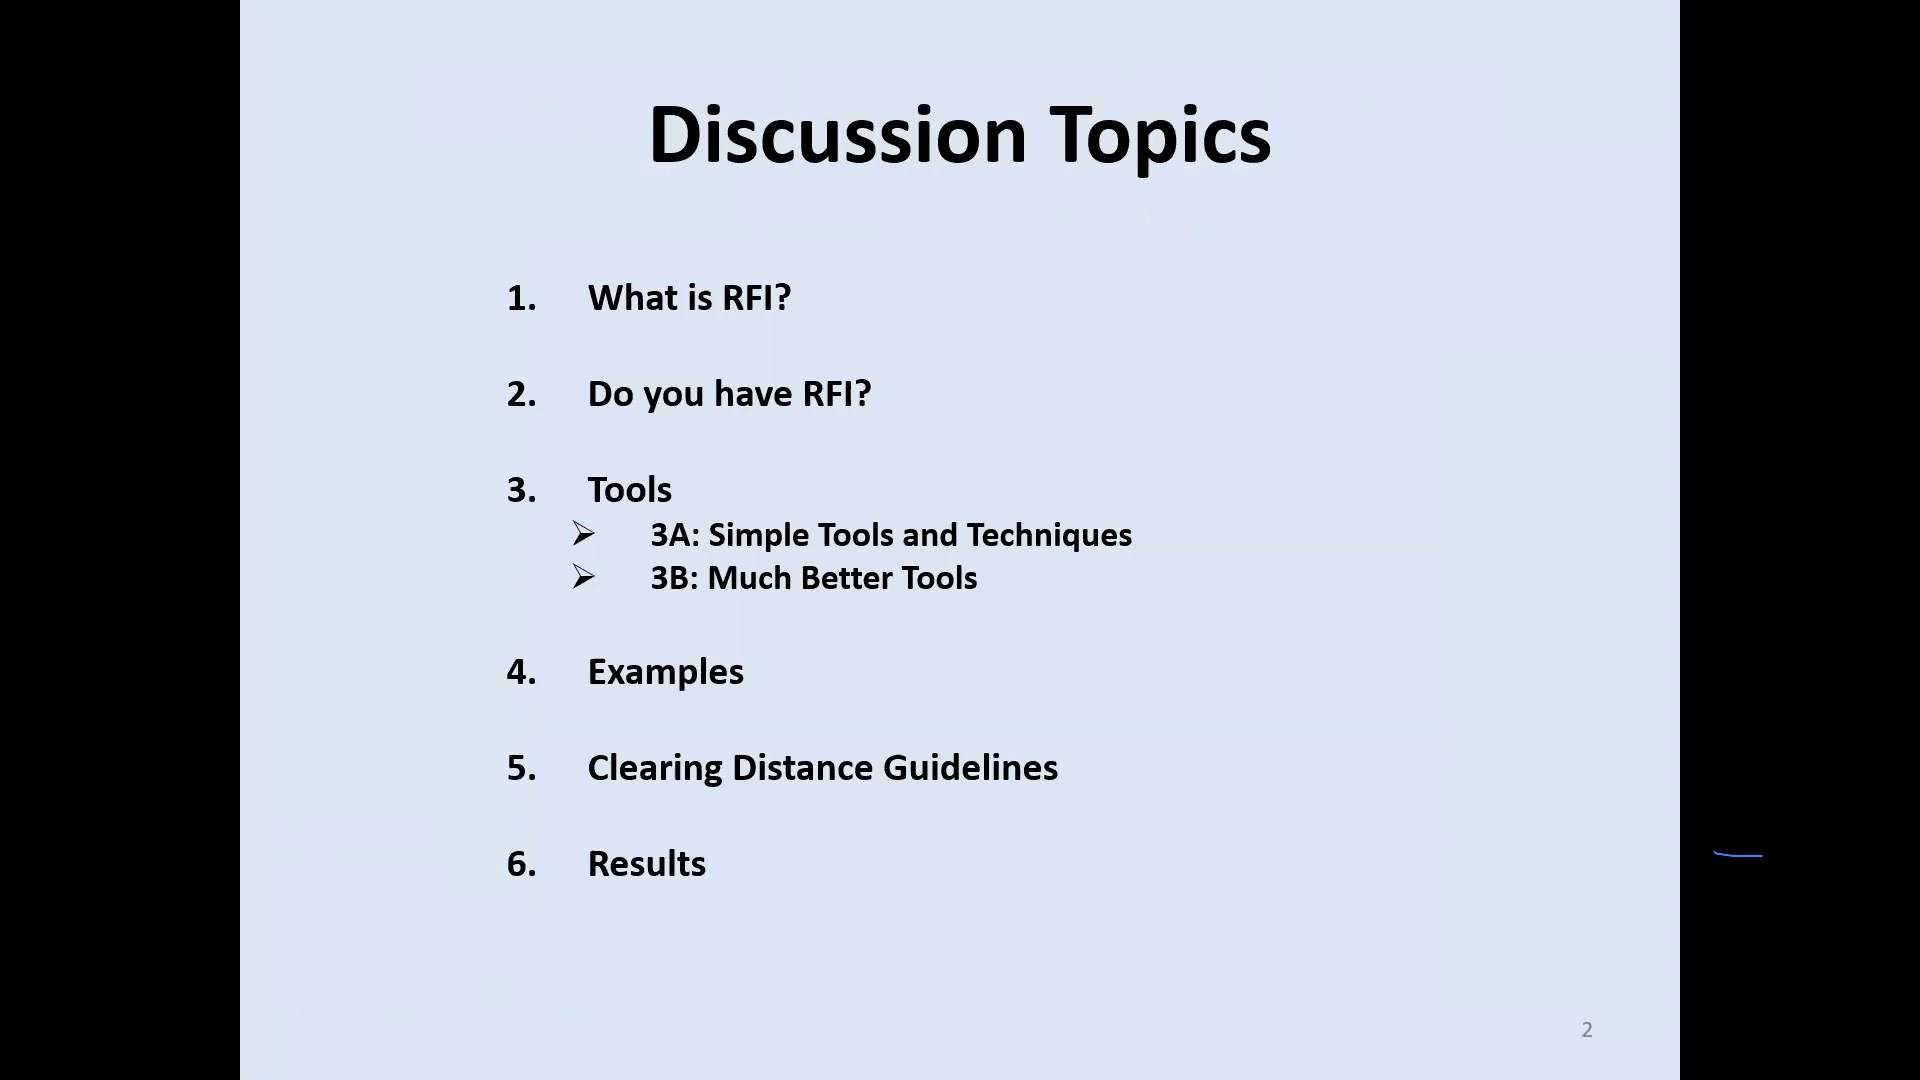 Discussion Topics
1. What is RFI?
2. Do you have RFI?
3. Tools
➢ 3A: Simple Tools and Techniques
➢ 3B: Much Better Tools
4. Examples
5. Clearing Distance Guidelines
6. Results
2